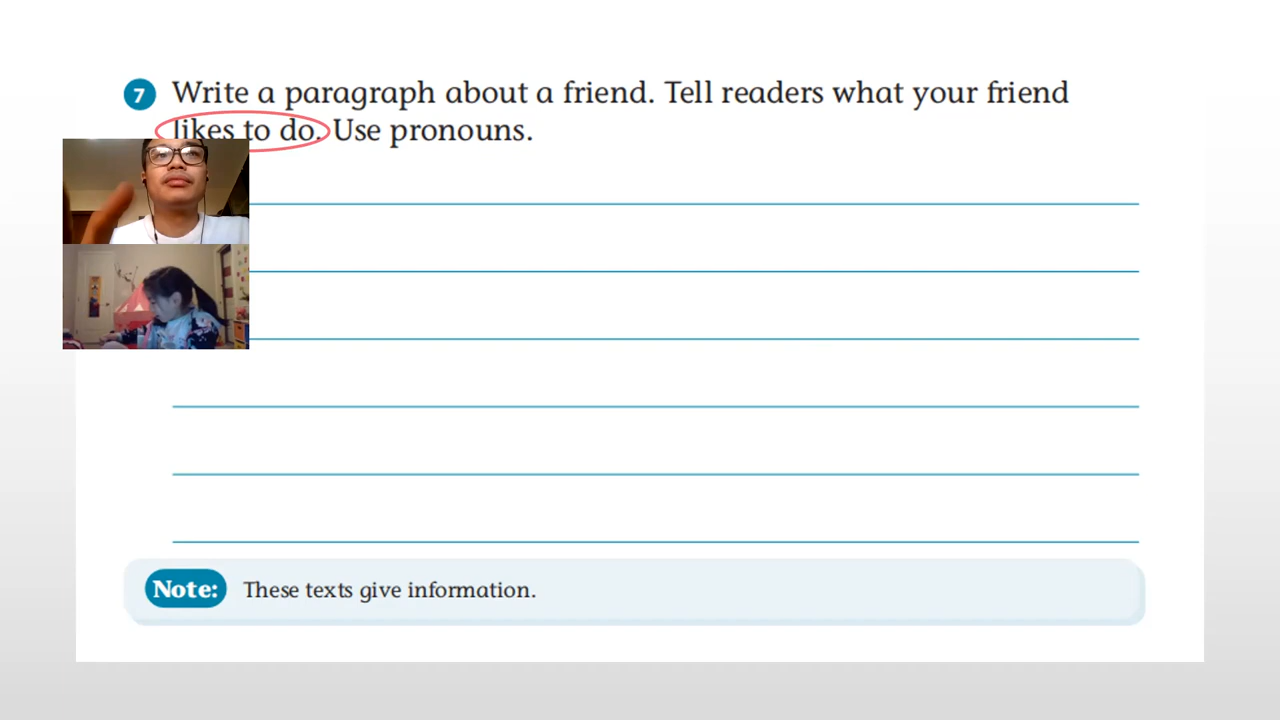 7 Write a paragraph about a friend. Tell readers what your friend
likes to do. Use pronouns.
Note: These texts give information.